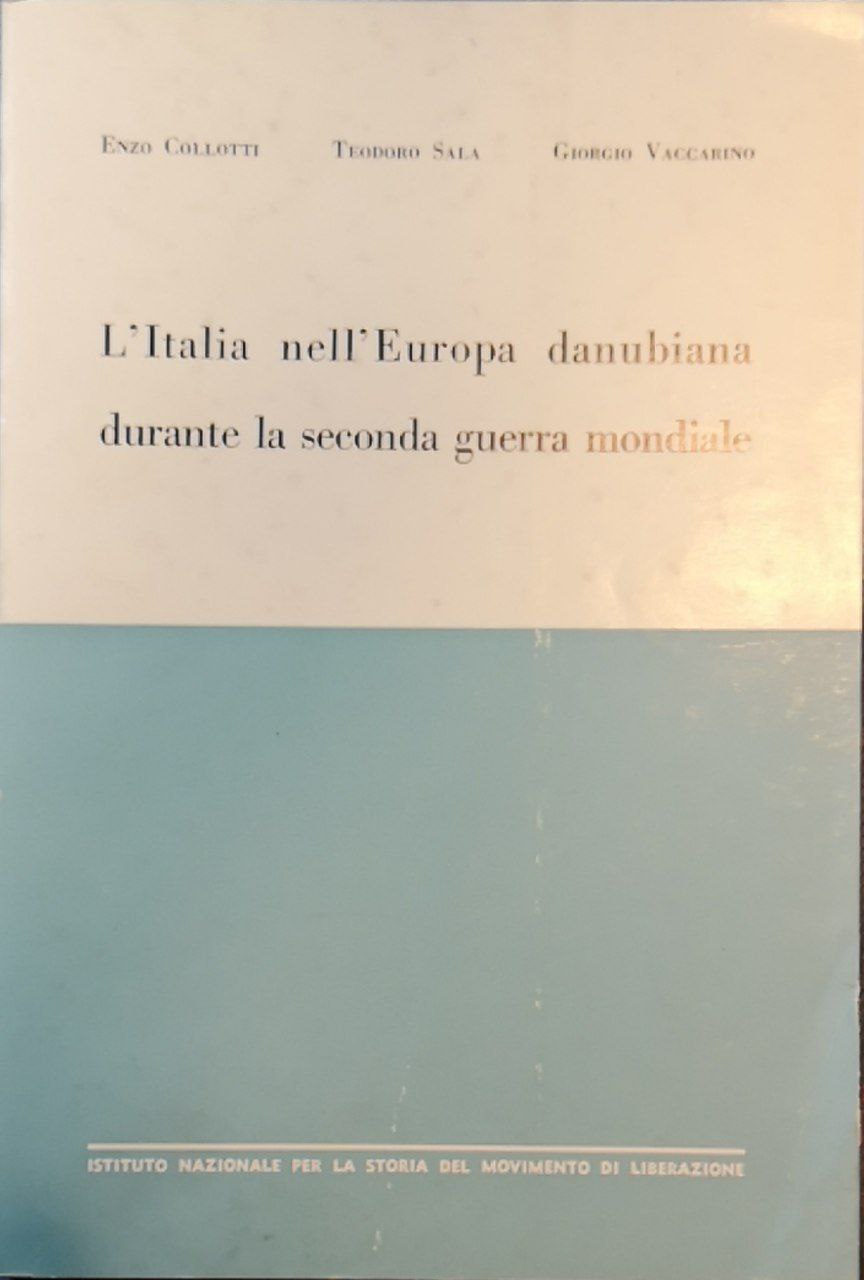 Enzo Collotti Teodoro Sala Giorgio Vaccarino
L'Italia nell'Europa danubiana
durante la seconda guerra mondiale
ISTITUTO NAZIONALE PER LA STORIA DEL MOVIMENTO DI LIBERAZIONE